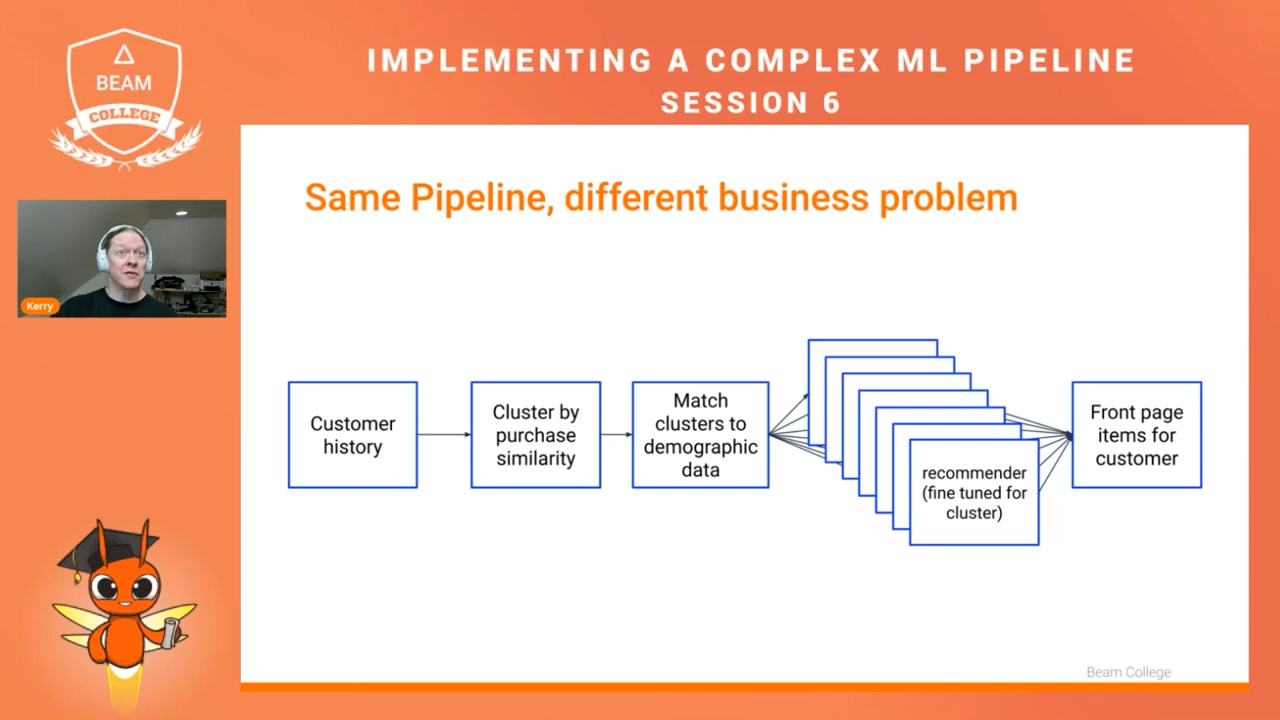 BEAM
COLLEGE
IMPLEMENTING A COMPLEX ML PIPELINE
SESSION 6
Kerry
Same Pipeline, different business problem
Customer
history
Cluster by
purchase
similarity
Match
clusters to
demographic
data
recommender
(fine tuned for
cluster)
Front page
items for
customer
Beam College